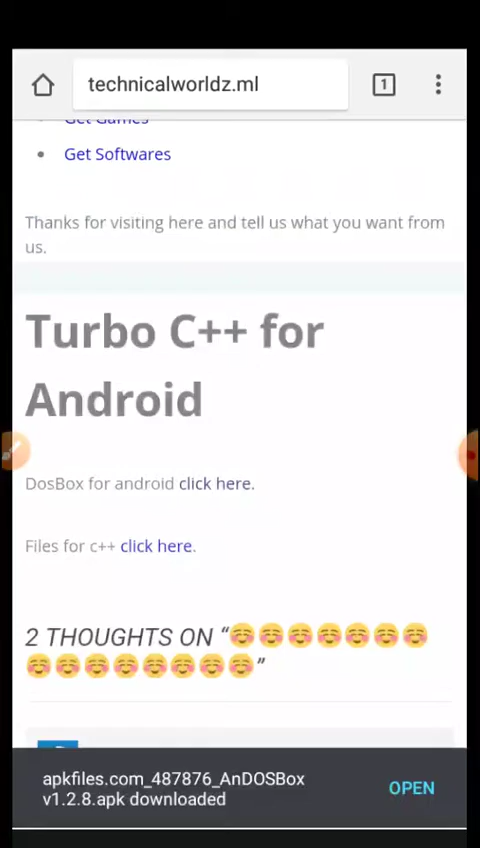 technicalworldz.ml
1
Get Games
Get Softwares
Thanks for visiting here and tell us what you want from
us.
Turbo C++ for
Android
DosBox for android click here.
Files for c++ click here.
2 THOUGHTS ON “☺️☺️☺️☺️☺️☺️☺️
☺️☺️☺️☺️☺️☺️☺️☺️”
apkfiles.com_487876_AnDOSBox
v1.2.8.apk downloaded
OPEN